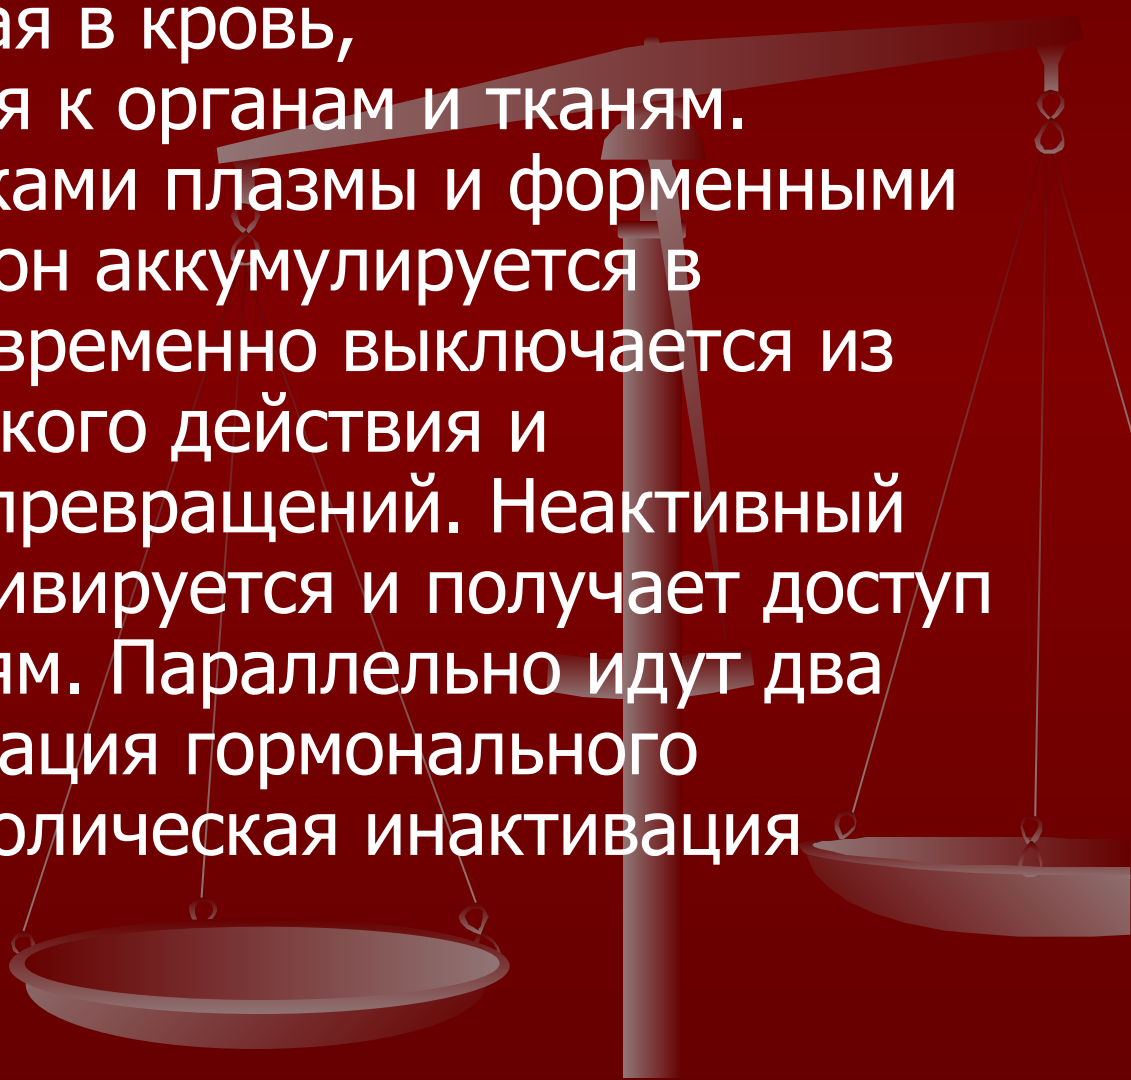 ая в кровь,
я к органам и тканям.
ками плазмы и форменными
он аккумулируется в
временно выключается из
кого действия и
превращений. Неактивный
ивируется и получает доступ
ям. Параллельно идут два
ация гормонального
олическая инактивация